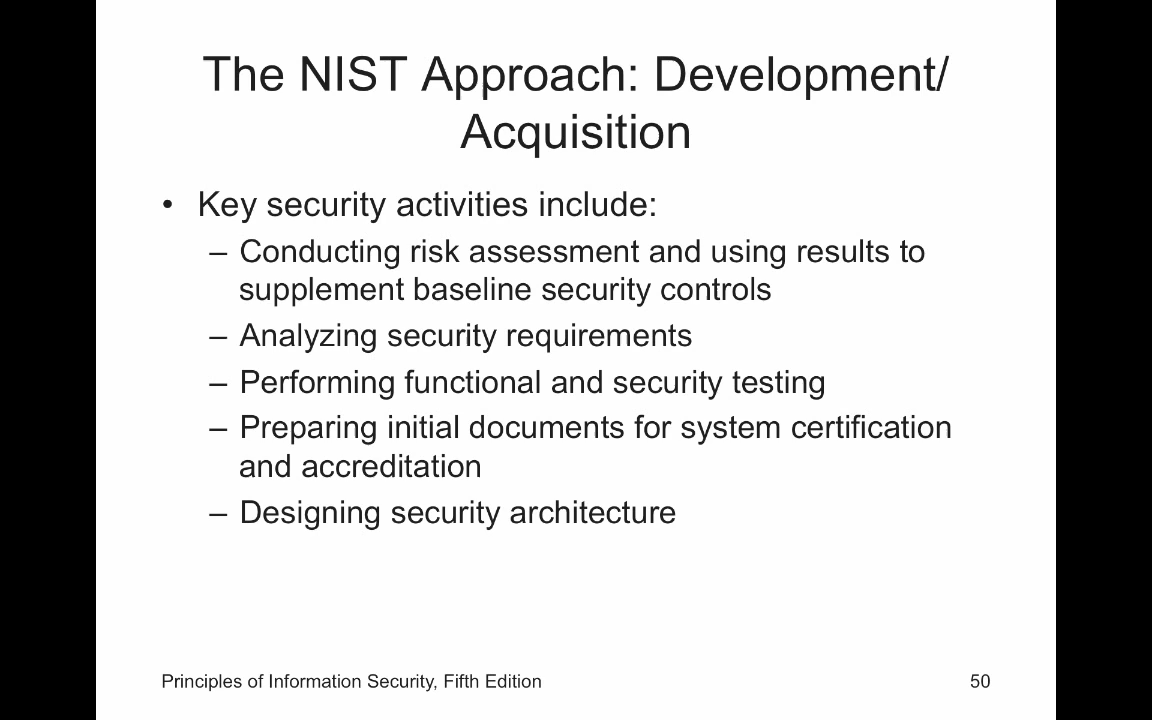 The NIST Approach: Development/
Acquisition
• Key security activities include:
– Conducting risk assessment and using results to
supplement baseline security controls
– Analyzing security requirements
– Performing functional and security testing
– Preparing initial documents for system certification
and accreditation
– Designing security architecture
Principles of Information Security, Fifth Edition
50